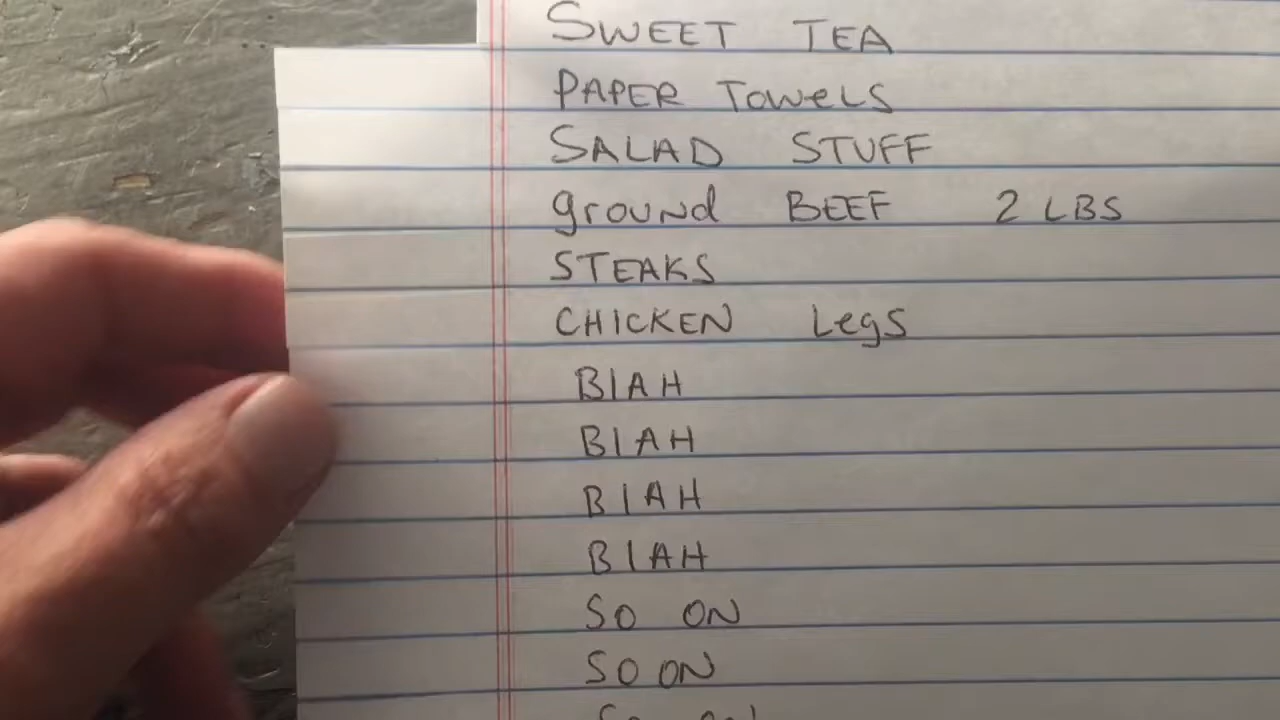 SWEET TEA
PAPER TOWeLS
SALAD STUFF
ground BEEF 2 LBS
STEAKS
CHICKEN LegS
BlAH
BlAH
BlAH
BlAH
SO ON
SO ON